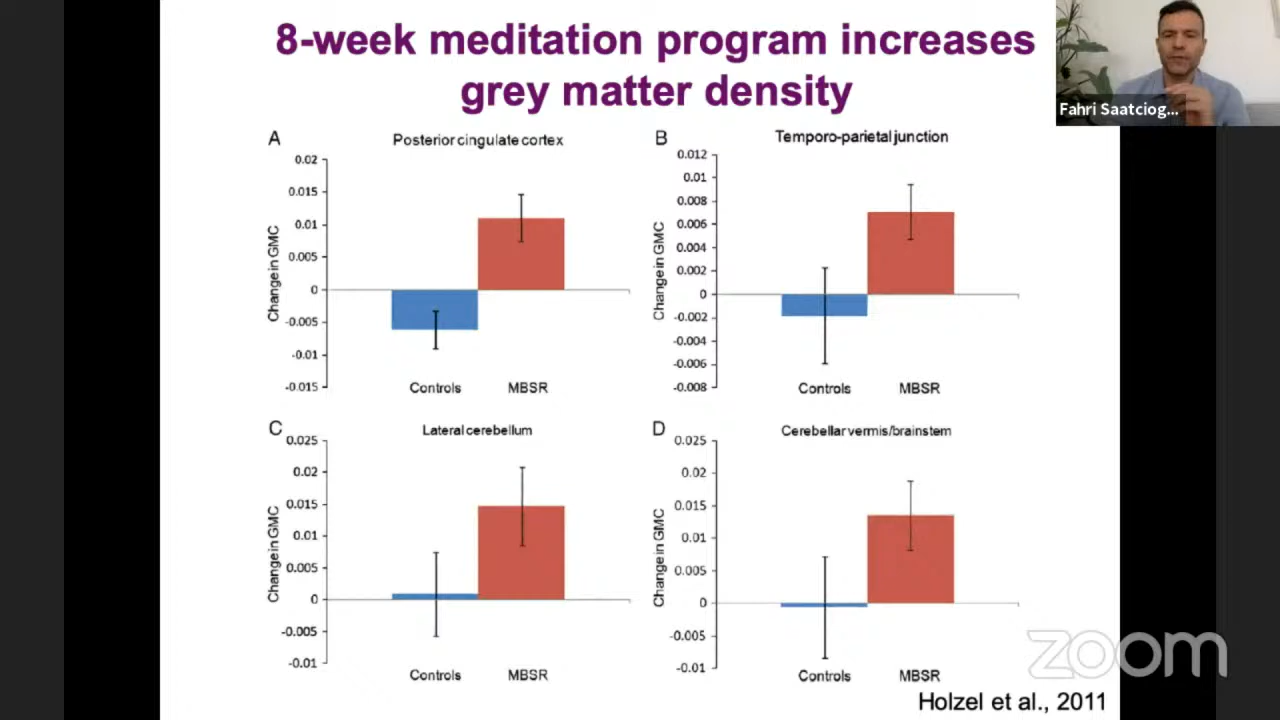 8-week meditation program increases
grey matter density
Fahri Saatciog...
A
Posterior cingulate cortex
0.02
0.015
0.01
0.005
0
-0.005
-0.01
-0.015
Change in GMC
Controls
MBSR
B
Temporo-parietal junction
0.012
0.01
0.008
0.006
0.004
0.002
0
-0.002
-0.004
-0.006
-0.008
Change in GMC
Controls
MBSR
C
Lateral cerebellum
0.025
0.02
0.015
0.01
0.005
0
-0.005
-0.01
Change in GMC
Controls
MBSR
D
Cerebellar vermis/brainstem
0.025
0.02
0.015
0.01
0.005
0
-0.005
-0.01
Change in GMC
Controls
MBSR
zoom
Holzel et al., 2011